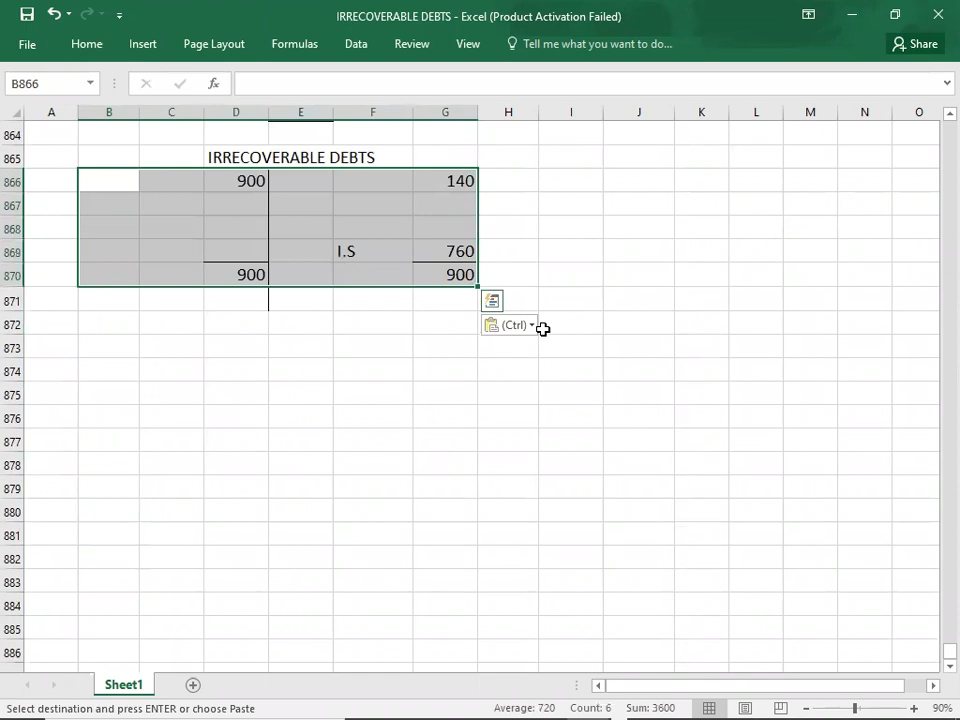 IRRECOVERABLE DEBTS - Excel (Product Activation Failed)
File Home Insert Page Layout Formulas Data Review View Tell me what you want to do... Share
B866 fx
A B C D E F G H I J K L M N O
864
865 IRRECOVERABLE DEBTS
866 900 140
867
868
869 I.S 760
870 900 900
871
872 (Ctrl)
873
874
875
876
877
878
879
880
881
882
883
884
885
886
Sheet1
Select destination and press ENTER or choose Paste Average: 720 Count: 6 Sum: 3600 90%